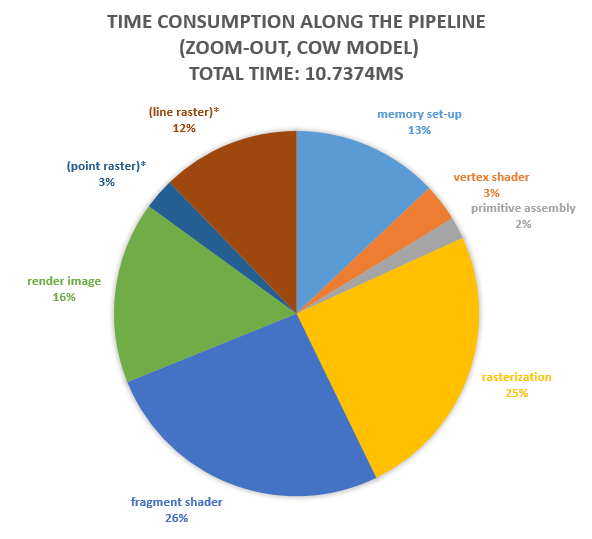 TIME CONSUMPTION ALONG THE PIPELINE
(ZOOM-OUT, COW MODEL)
TOTAL TIME: 10.7374MS
(line raster)*
12%
memory set-up
13%
(point raster)*
3%
vertex shader
3%
primitive assembly
2%
render image
16%
rasterization
25%
fragment shader
26%